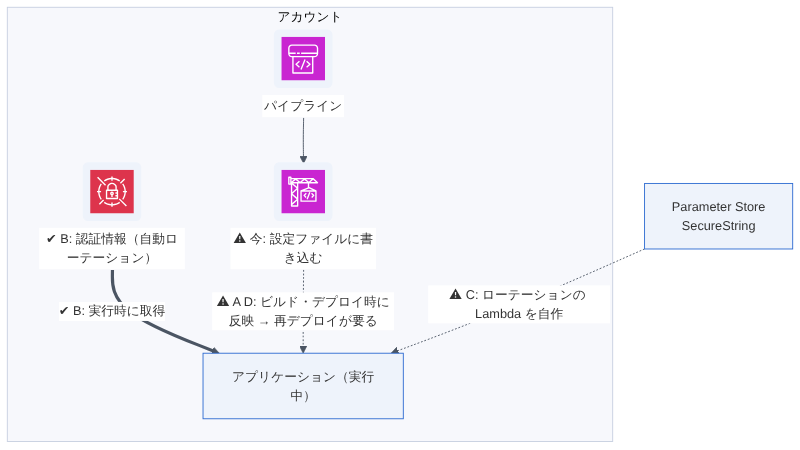 アカウント
パイプライン
✔ B: 認証情報（自動ロ
ーテーション）
⚠ 今: 設定ファイルに書
き込む
Parameter Store
SecureString
✔ B: 実行時に取得
⚠ A D: ビルド・デプロイ時に
反映 → 再デプロイが要る
⚠ C: ローテーションの
Lambda を自作
アプリケーション（実行
中）